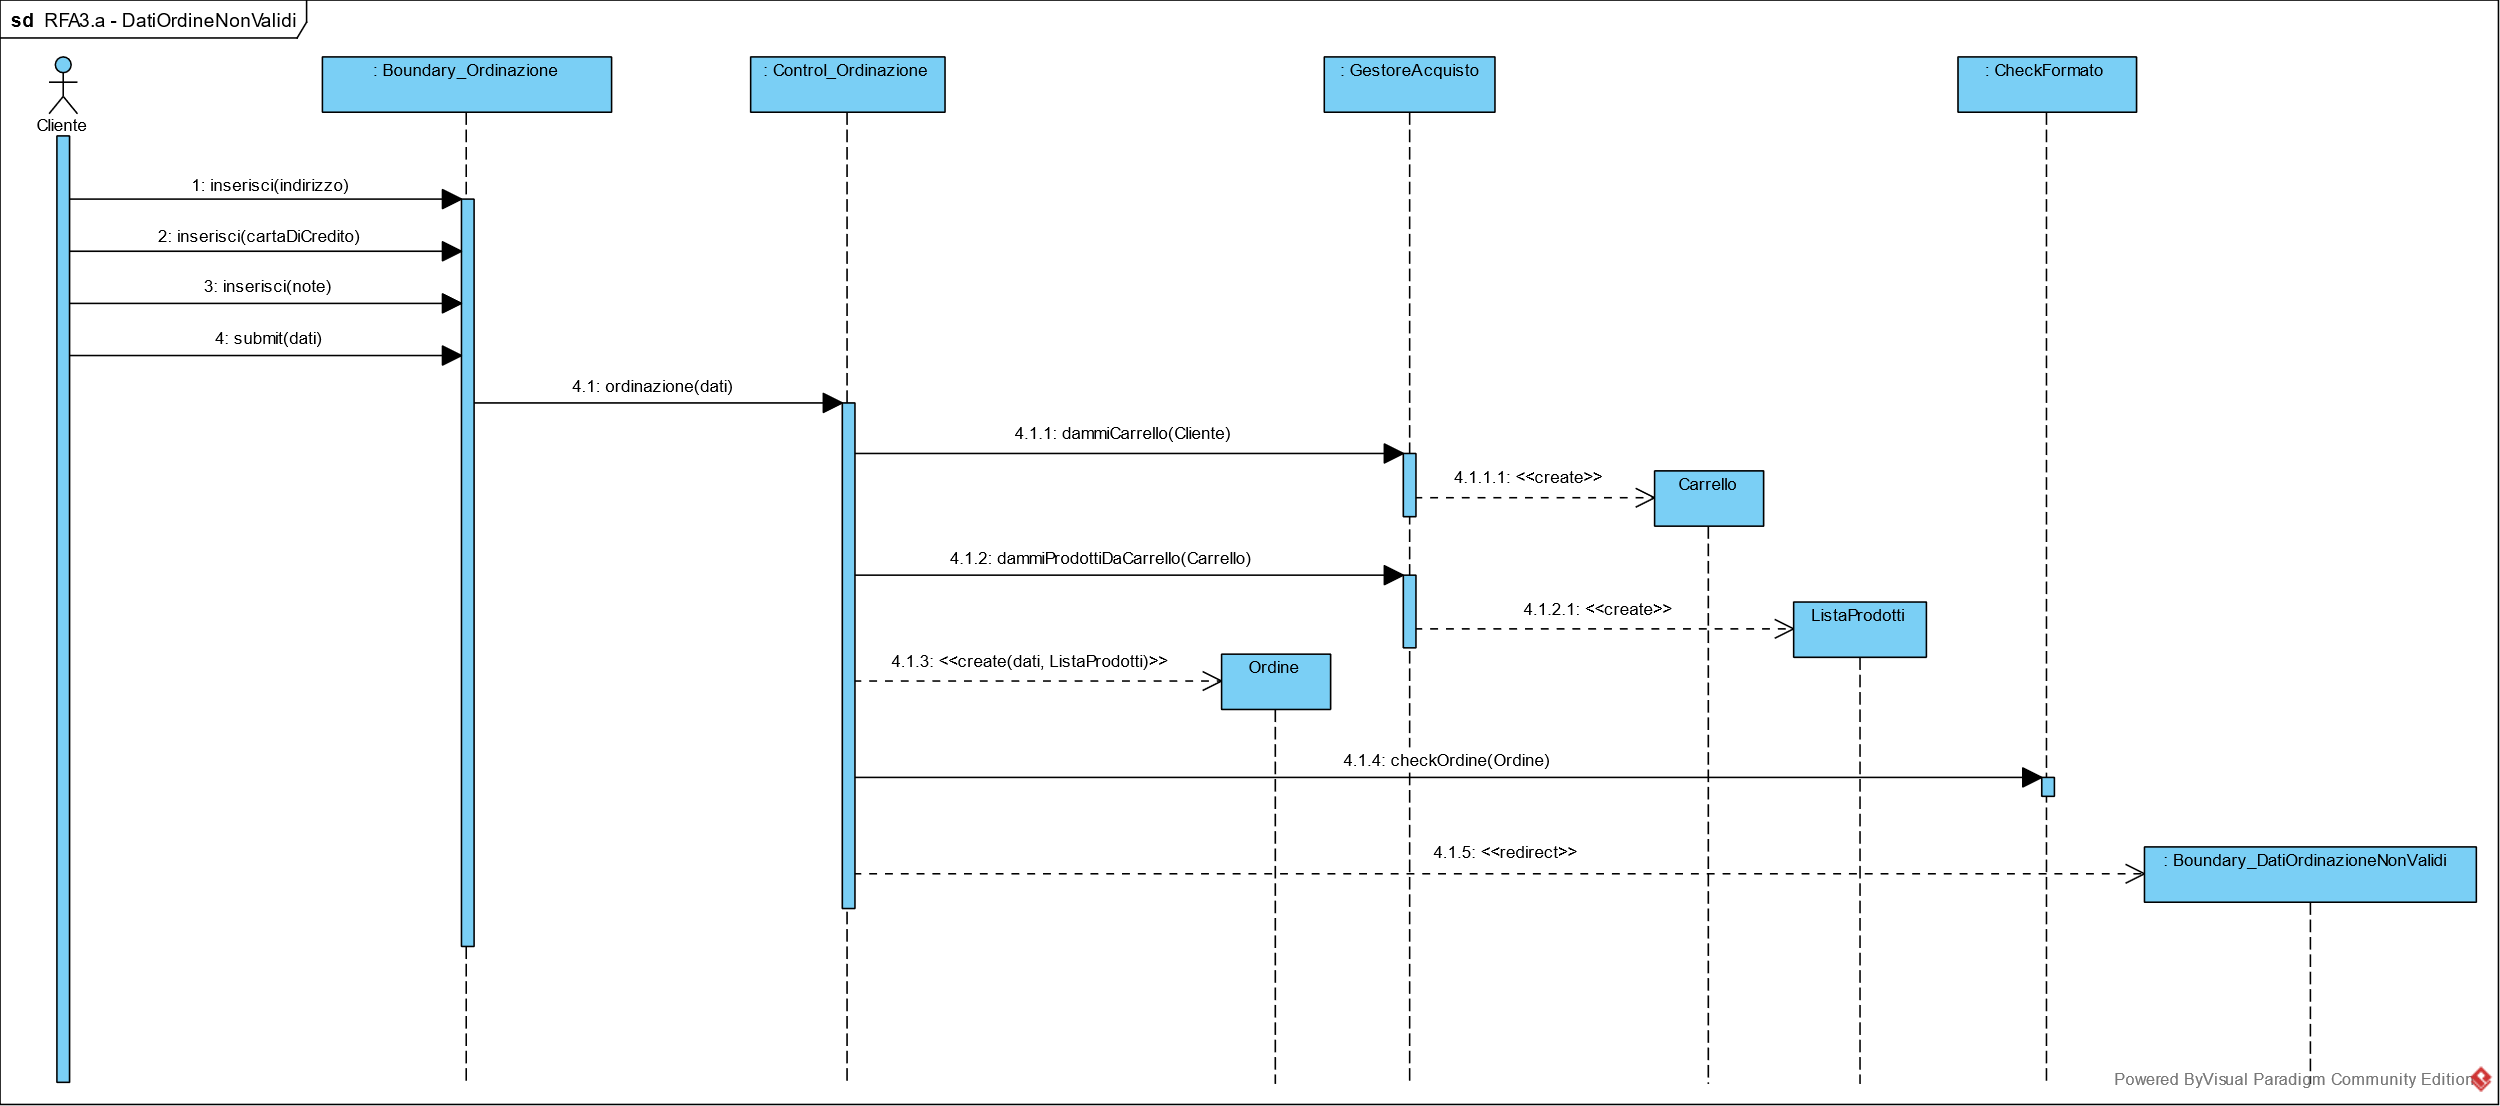 sd RFA3.a - DatiOrdineNonValidi
Cliente
: Boundary_Ordinazione
: Control_Ordinazione
: GestoreAcquisto
: CheckFormato
1: inserisci(indirizzo)
2: inserisci(cartaDiCredito)
3: inserisci(note)
4: submit(dati)
4.1: ordinazione(dati)
4.1.1: dammiCarrello(Cliente)
4.1.1.1: <<create>>
Carrello
4.1.2: dammiProdottiDaCarrello(Carrello)
4.1.2.1: <<create>>
ListaProdotti
4.1.3: <<create(dati, ListaProdotti)>>
Ordine
4.1.4: checkOrdine(Ordine)
4.1.5: <<redirect>>
: Boundary_DatiOrdinazioneNonValidi
Powered ByVisual Paradigm Community Edition